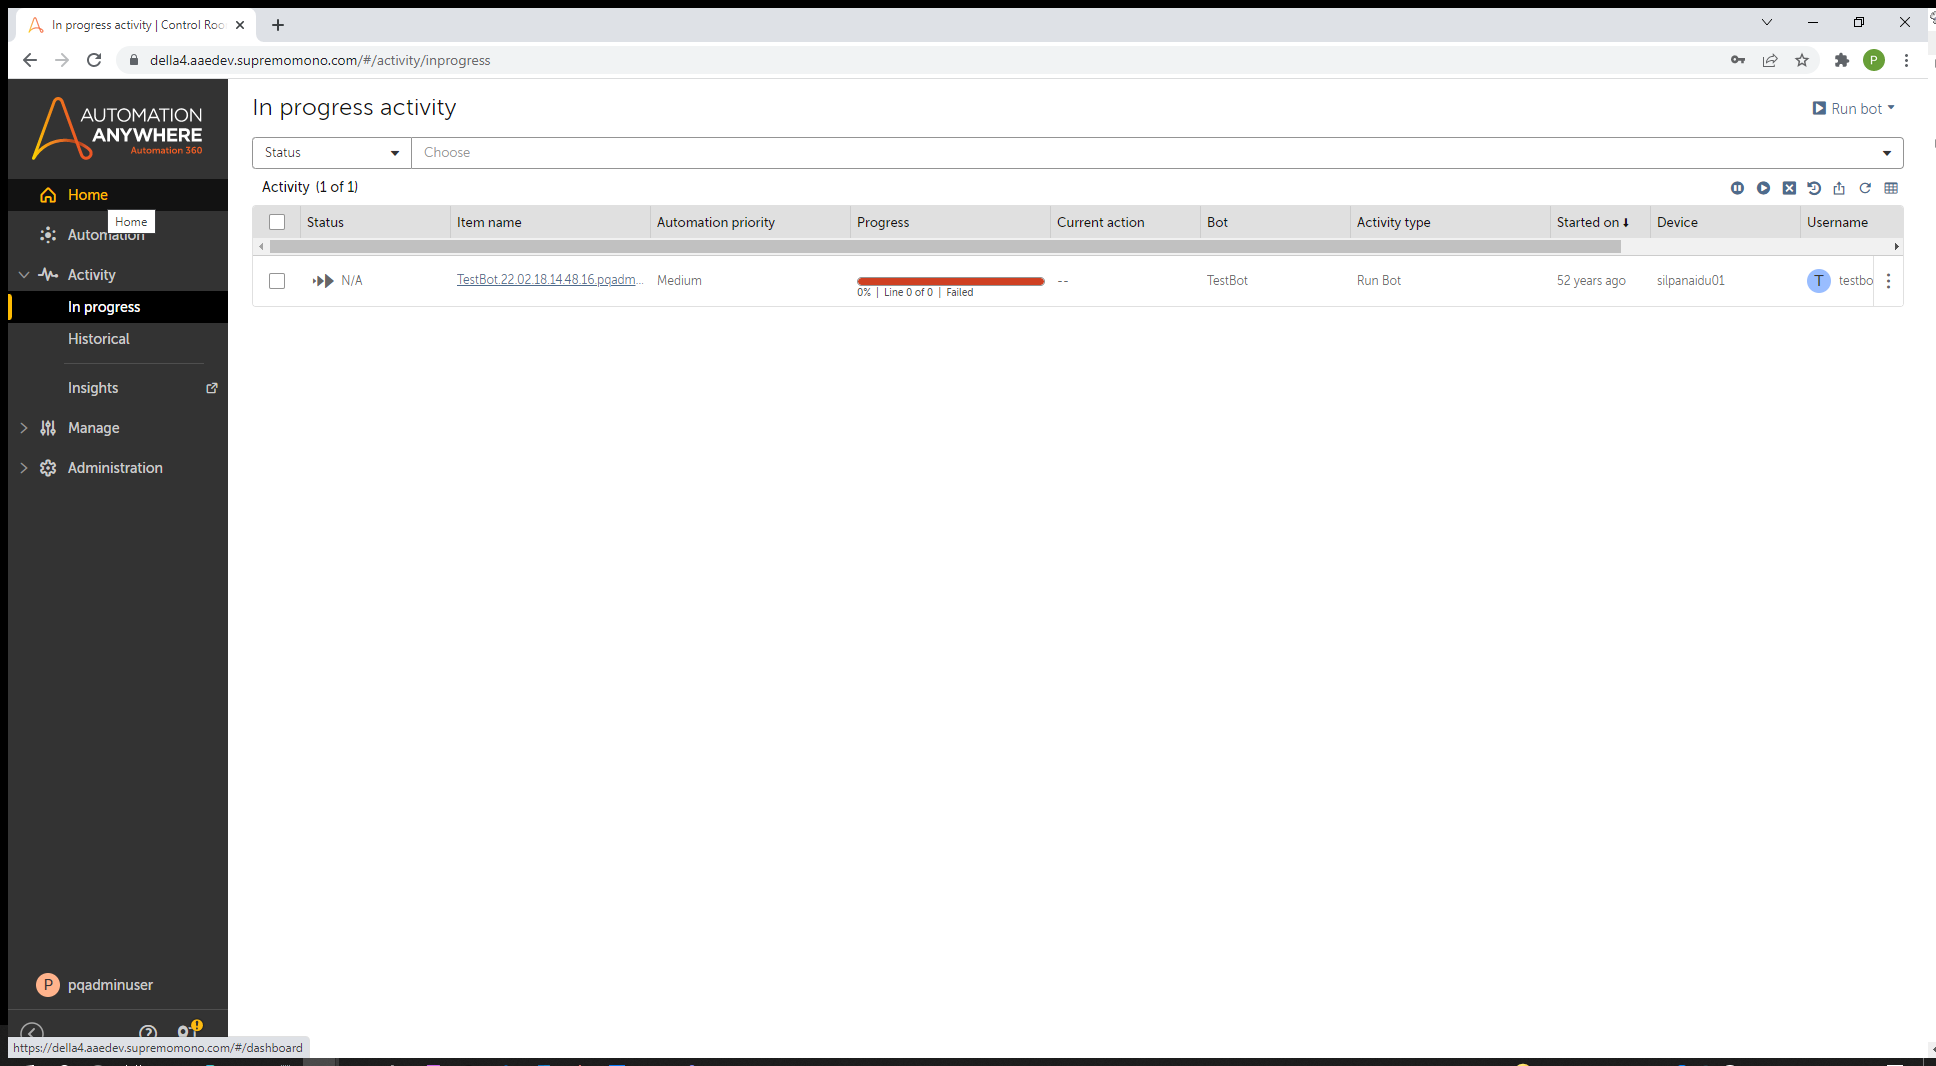 In progress activity | Control Roo
della4.aaedev.supremomono.com/#/activity/inprogress
P
AUTOMATION
ANYWHERE
Automation 360
Home
Home
Automation
Activity
In progress
Historical
Insights
Manage
Administration
P pqadminuser
https://della4.aaedev.supremomono.com/#/dashboard
In progress activity
Run bot
Status Choose
Activity (1 of 1)
Status Item name Automation priority Progress Current action Bot Activity type Started on Device Username
N/A TestBot.22.02.18.14.48.16.pqadm... Medium -- TestBot Run Bot 52 years ago silpanaidu01 T testbo
0% | Line 0 of 0 | Failed